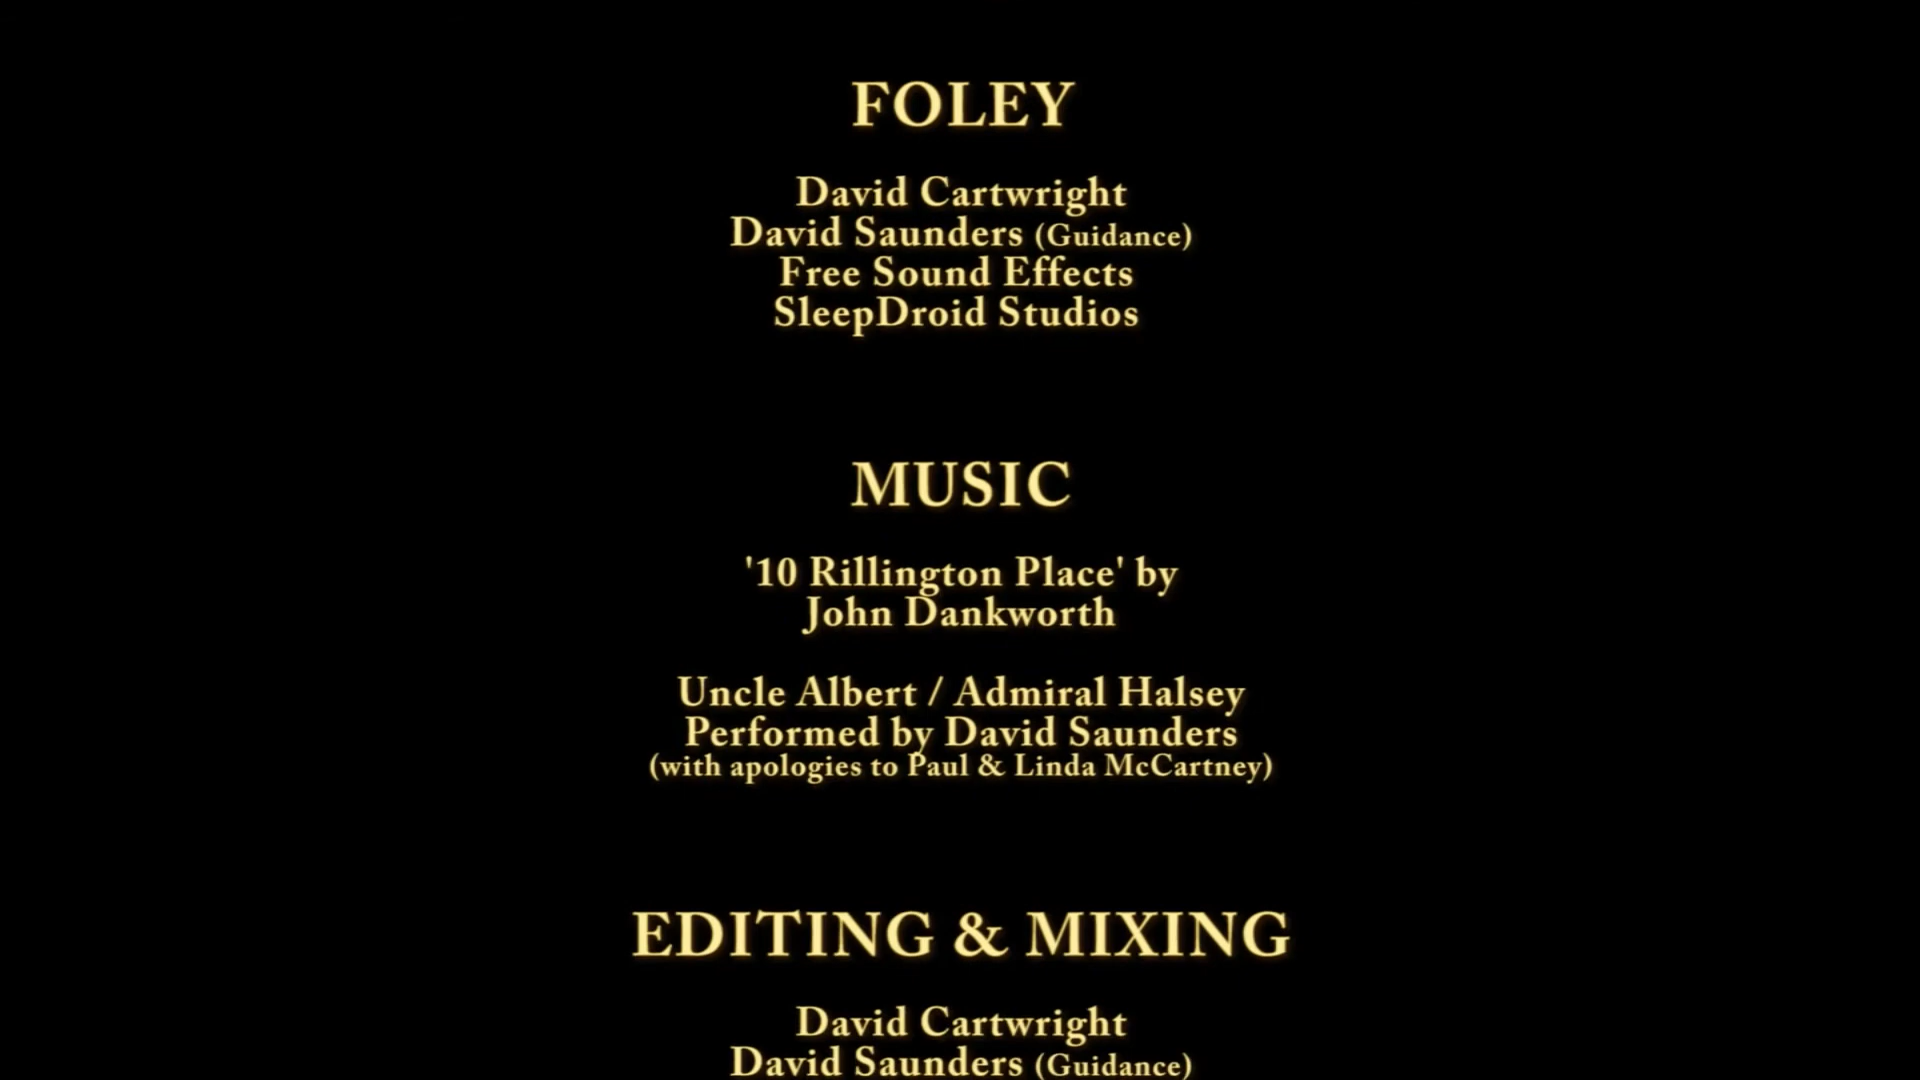 FOLEY
David Cartwright
David Saunders (Guidance)
Free Sound Effects
SleepDroid Studios
MUSIC
'10 Rillington Place' by
John Dankworth
Uncle Albert / Admiral Halsey
Performed by David Saunders
(with apologies to Paul & Linda McCartney)
EDITING & MIXING
David Cartwright
David Saunders (Guidance)